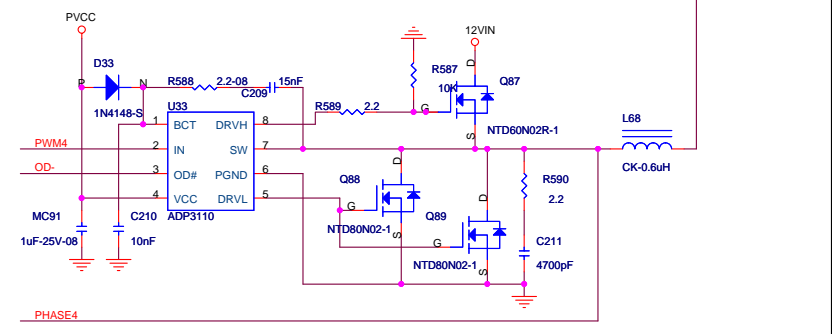 PVCC
12VIN
D33
P
N
R588
2.2-08
15nF
C209
R587
10K
D
Q87
1N4148-S
U33
R589
2.2
G
L68
1
BCT
DRVH
8
S
NTD60N02R-1
PWM4
2
IN
SW
7
CK-0.6uH
OD-
3
OD#
PGND
6
D
Q88
R590
4
VCC
DRVL
5
G
D
2.2
MC91
C210
ADP3110
Q89
NTD80N02-1
S
G
C211
1uF-25V-08
10nF
NTD80N02-1
S
4700pF
PHASE4